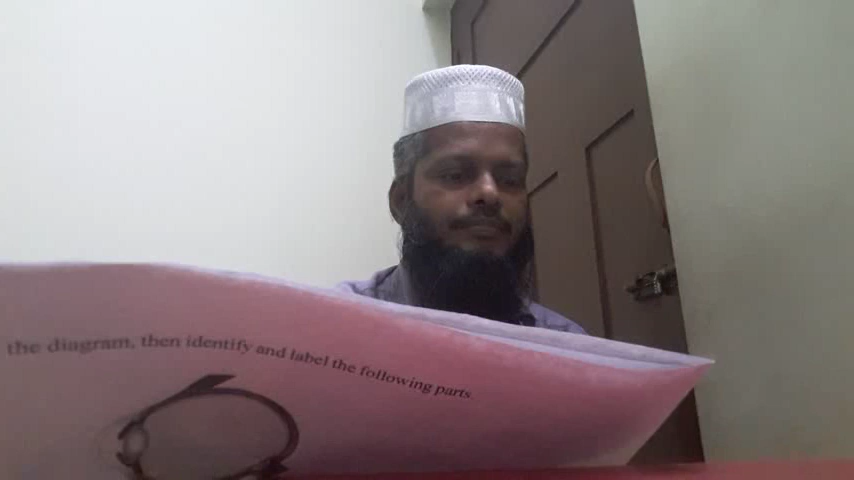 the diagram, then identify and label the following parts.